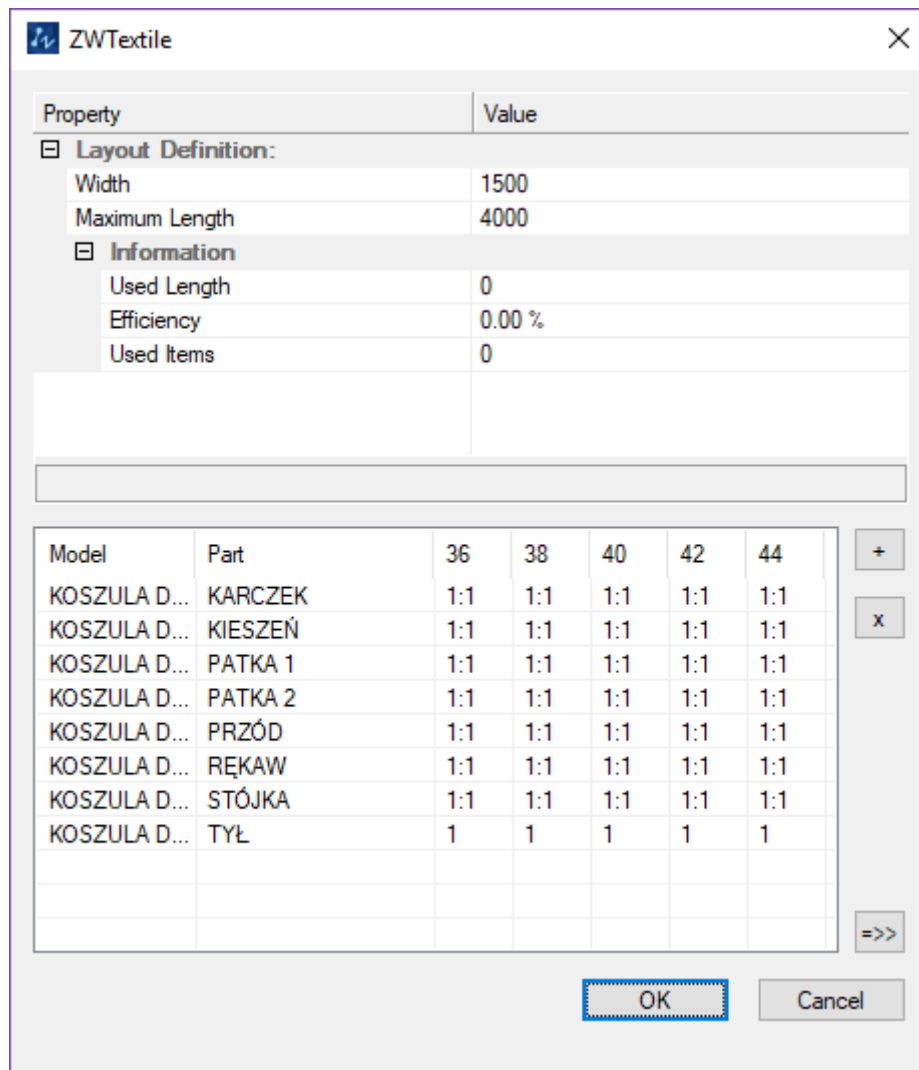 ZWTextile
Property Value
Layout Definition:
Width 1500
Maximum Length 4000
Information
Used Length 0
Efficiency 0.00 %
Used Items 0
Model Part 36 38 40 42 44 +
KOSZULA D... KARCZEK 1:1 1:1 1:1 1:1 1:1
KOSZULA D... KIESZEŃ 1:1 1:1 1:1 1:1 1:1 x
KOSZULA D... PATKA 1 1:1 1:1 1:1 1:1 1:1
KOSZULA D... PATKA 2 1:1 1:1 1:1 1:1 1:1
KOSZULA D... PRZÓD 1:1 1:1 1:1 1:1 1:1
KOSZULA D... RĘKAW 1:1 1:1 1:1 1:1 1:1
KOSZULA D... STÓJKA 1:1 1:1 1:1 1:1 1:1
KOSZULA D... TYŁ 1 1 1 1 1
=>>
OK Cancel